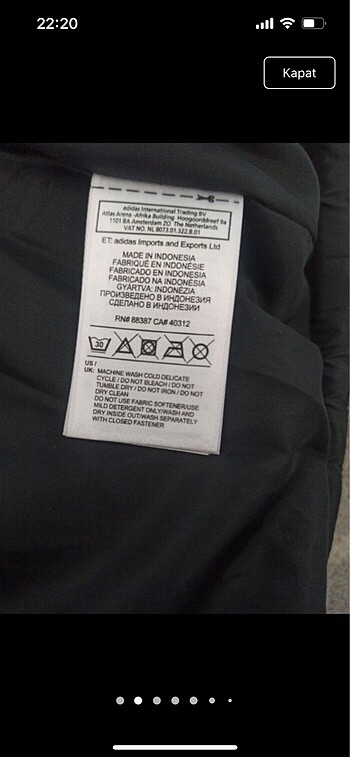 22:20
Kapat
adidas International Trading BV
Atlas Arena -Afrika Building Hoogoorddreef 9a
1101 BA Amsterdam ZO The Netherlands
VAT NO. NL 8073.01.322.B.01
ET: adidas Imports and Exports Ltd
MADE IN INDONESIA
FABRIQUÉ EN INDONÉSIE
FABRICADO EN INDONESIA
FABRICADO NA INDONÉSIA
GYÁRTVA: INDONÉZIA
ПРОИЗВЕДЕНО В ИНДОНЕЗИЯ
СДЕЛАНО В ИНДОНЕЗИИ
RN# 88387 CA# 40312
30
US /
UK: MACHINE WASH COLD DELICATE
CYCLE / DO NOT BLEACH / DO NOT
TUMBLE DRY / DO NOT IRON / DO NOT
DRY CLEAN
DO NOT USE FABRIC SOFTENER/USE
MILD DETERGENT ONLY/WASH AND
DRY INSIDE OUT/WASH SEPARATELY
WITH CLOSED FASTENER